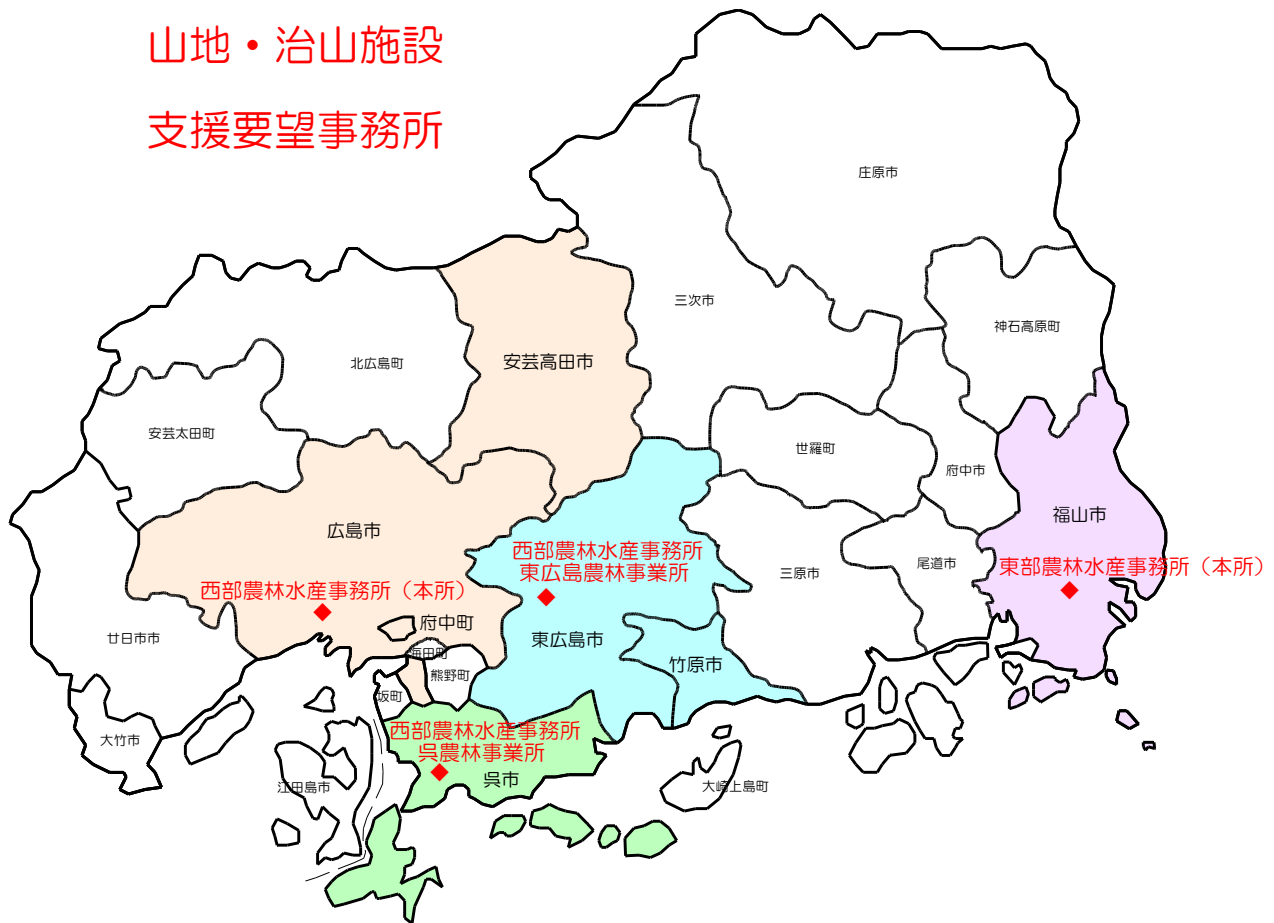 山地・治山施設
支援要望事務所
庄原市
三次市
神石高原町
北広島町
安芸高田市
安芸太田町
世羅町
府中市
福山市
広島市
西部農林水産事務所
東広島農林事業所
尾道市
東部農林水産事務所（本所）
三原市
西部農林水産事務所（本所）
府中町
廿日市市
東広島市
海田町
竹原市
熊野町
坂町
西部農林水産事務所
呉農林事業所
大竹市
呉市
江田島市
大崎上島町